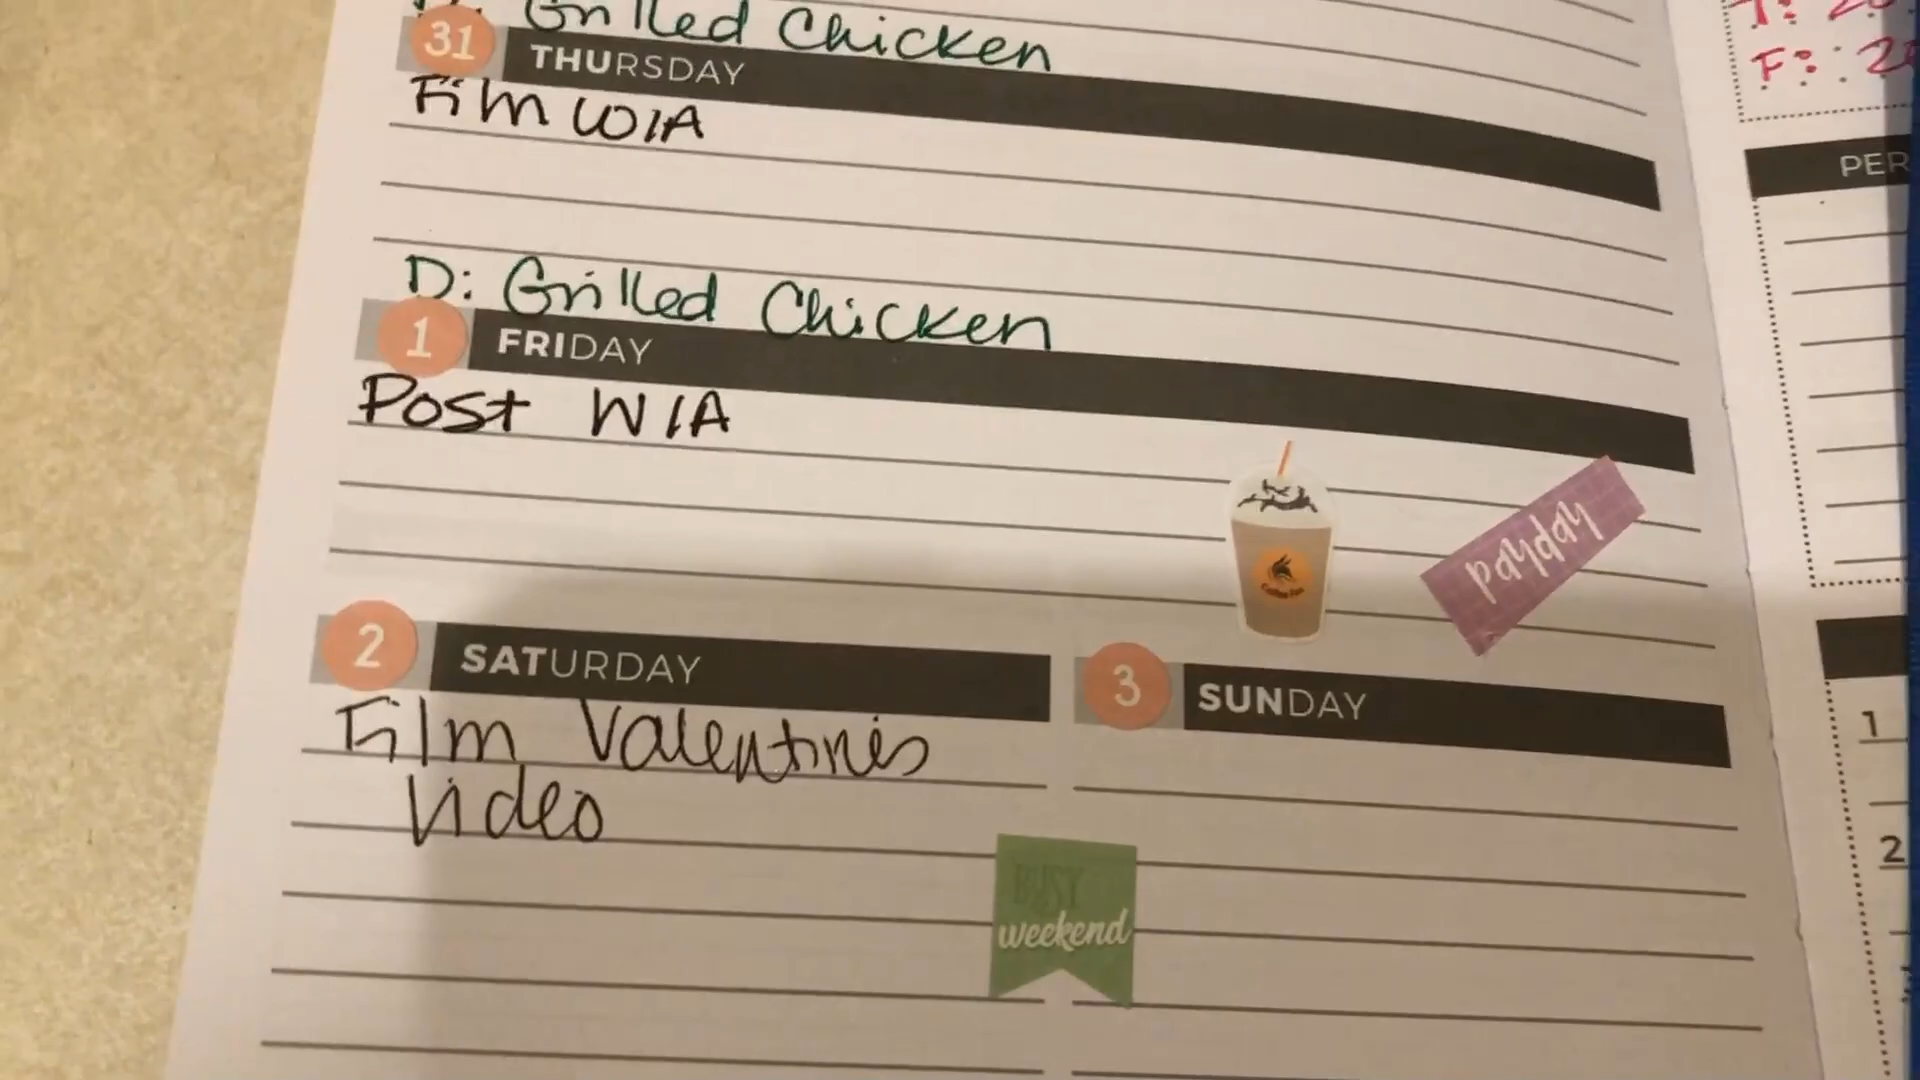 Grilled Chicken
31 THURSDAY
Film WIA
D: Grilled Chicken
1 FRIDAY
Post WIA
payday
2 SATURDAY
Film Valentines
Video
3 SUNDAY
BUSY
weekend
F: 2
PER
1
2